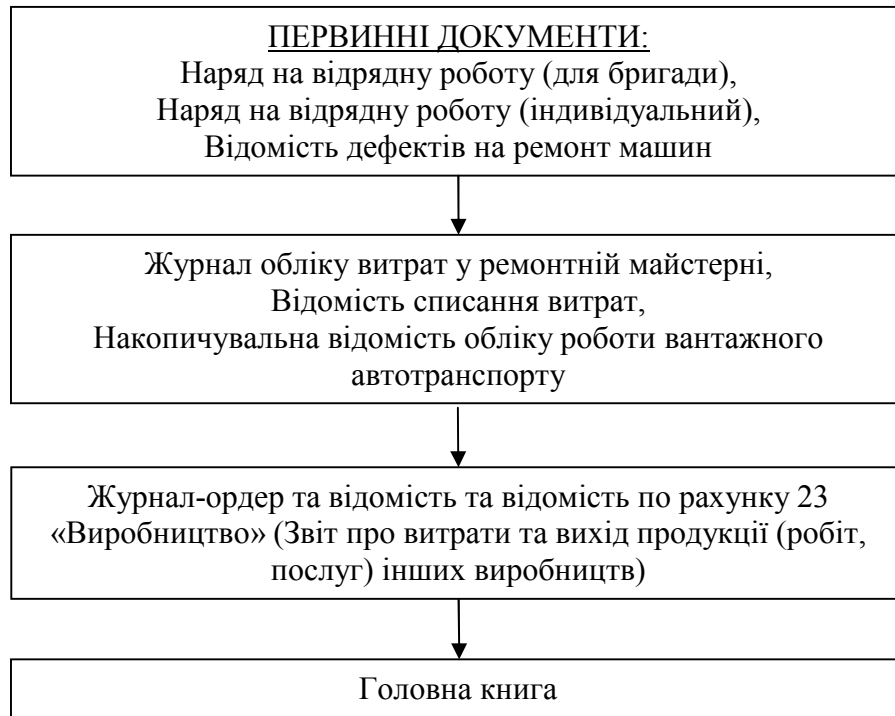 ПЕРВИННІ ДОКУМЕНТИ:
Наряд на відрядну роботу (для бригади),
Наряд на відрядну роботу (індивідуальний),
Відомість дефектів на ремонт машин
Журнал обліку витрат у ремонтній майстерні,
Відомість списання витрат,
Накопичувальна відомість обліку роботи вантажного
автотранспорту
Журнал-ордер та відомість та відомість по рахунку 23
«Виробництво» (Звіт про витрати та вихід продукції (робіт,
послуг) інших виробництв)
Головна книга